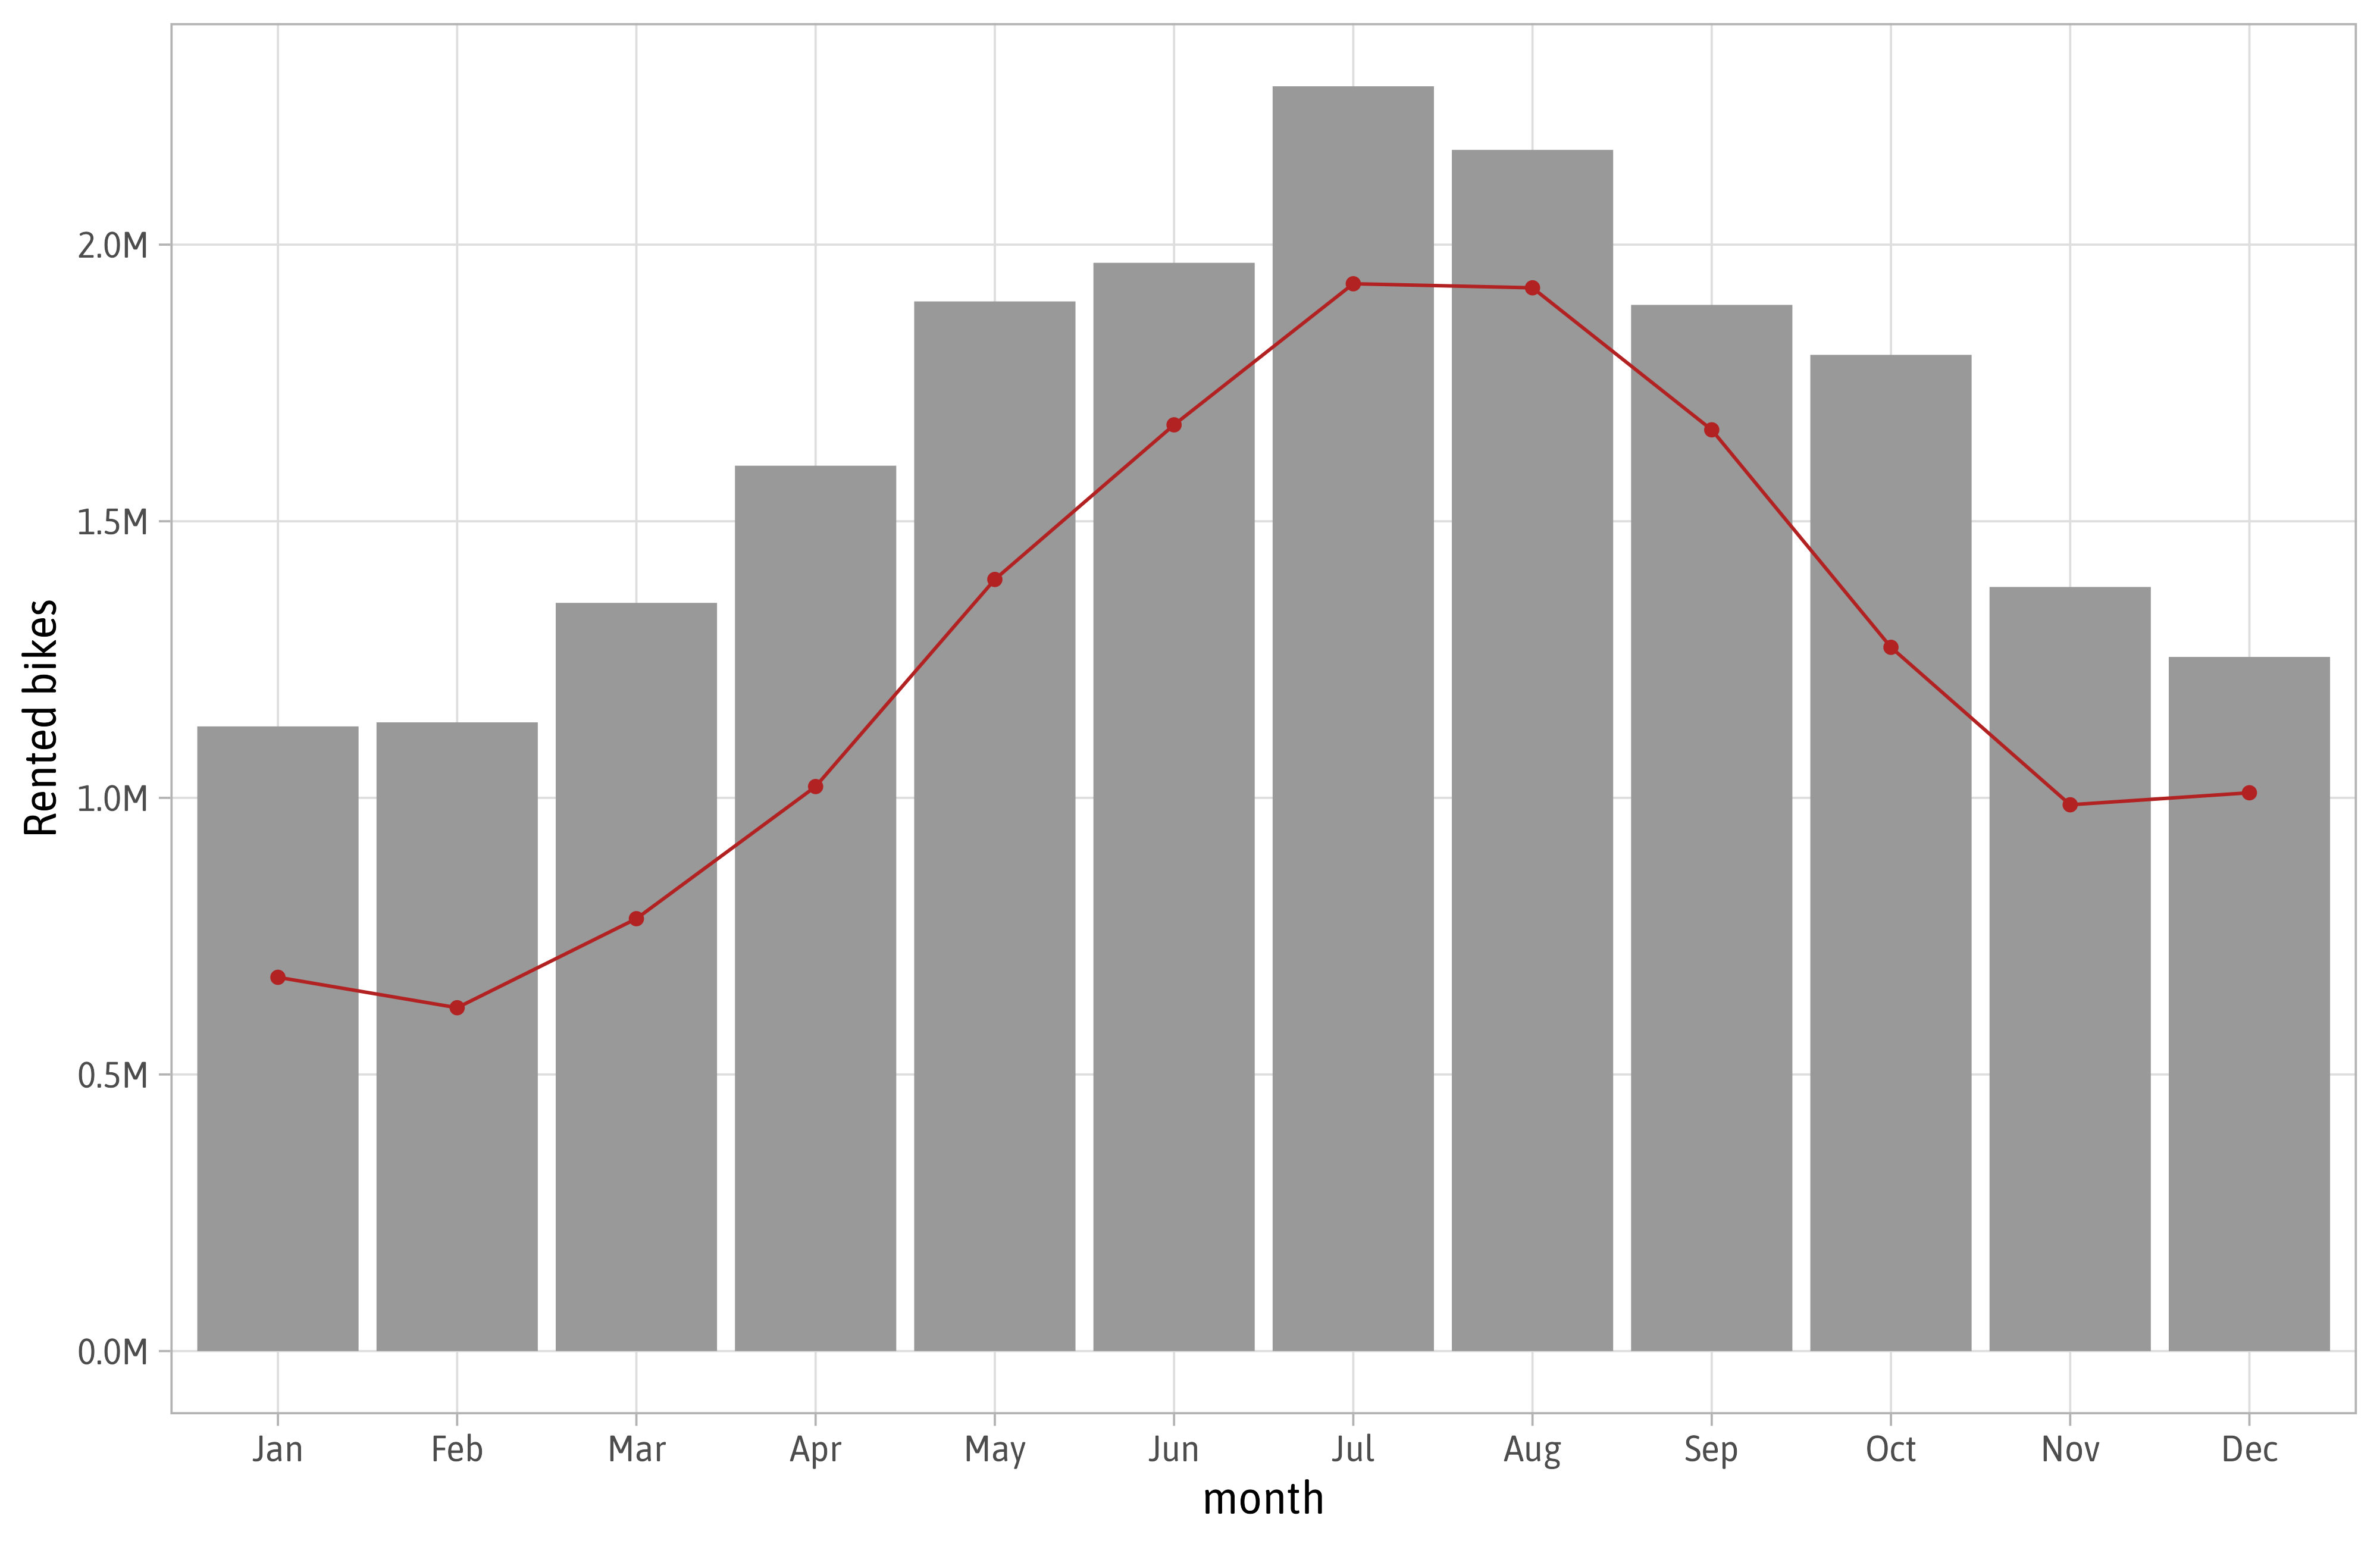 2.0M
1.5M
1.0M
0.5M
0.0M
Rented bikes
Jan Feb Mar Apr May Jun Jul Aug Sep Oct Nov Dec
month